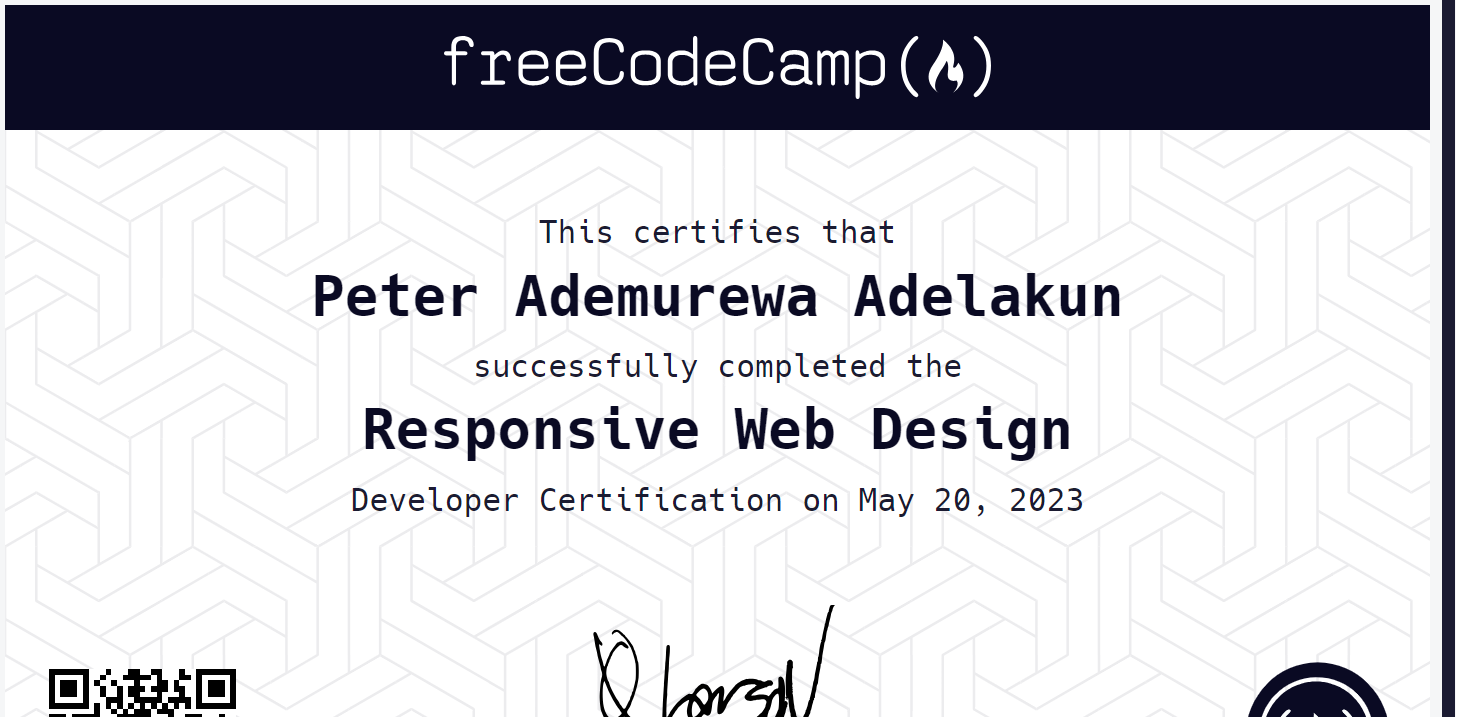 freeCodeCamp
This certifies that
Peter Ademurewa Adelakun
successfully completed the
Responsive Web Design
Developer Certification on May 20, 2023